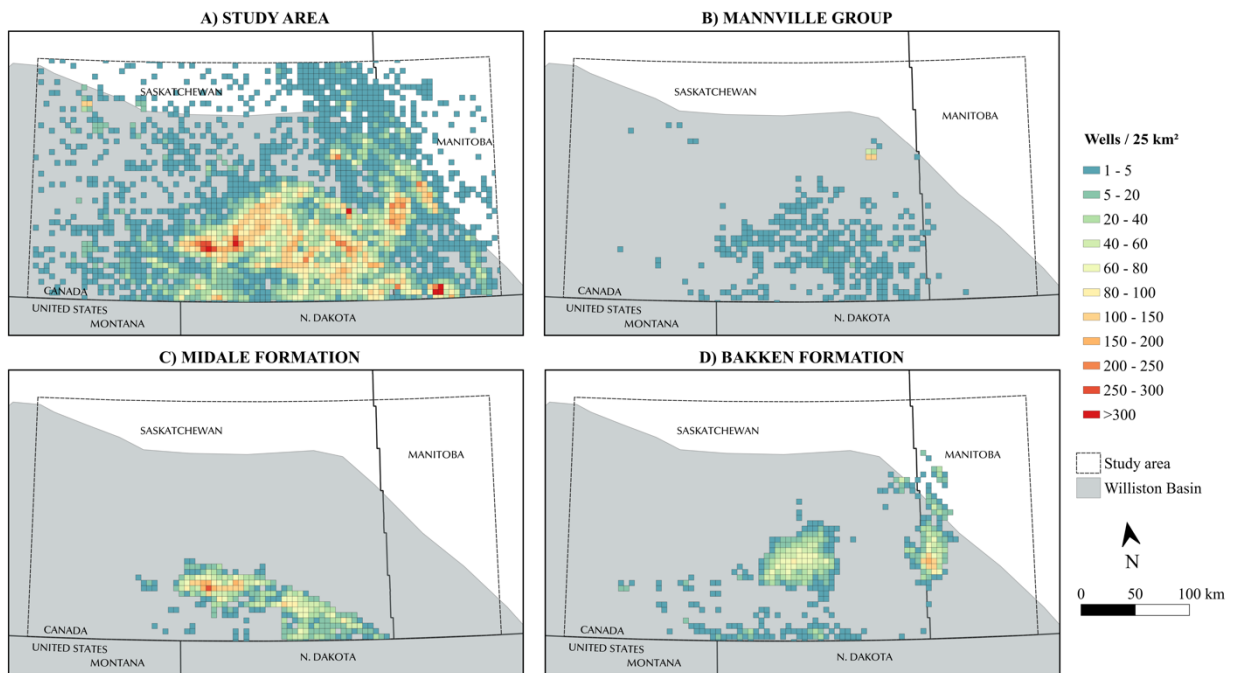 A) STUDY AREA
SASKATCHEWAN
MANITOBA
CANADA
UNITED STATES
MONTANA
N. DAKOTA
B) MANNVILLE GROUP
SASKATCHEWAN
MANITOBA
CANADA
UNITED STATES
MONTANA
N. DAKOTA
C) MIDALE FORMATION
SASKATCHEWAN
MANITOBA
CANADA
UNITED STATES
MONTANA
N. DAKOTA
D) BAKKEN FORMATION
SASKATCHEWAN
MANITOBA
CANADA
UNITED STATES
MONTANA
N. DAKOTA
Wells / 25 km²
1 - 5
5 - 20
20 - 40
40 - 60
60 - 80
80 - 100
100 - 150
150 - 200
200 - 250
250 - 300
>300
Study area
Williston Basin
N
0 50 100 km